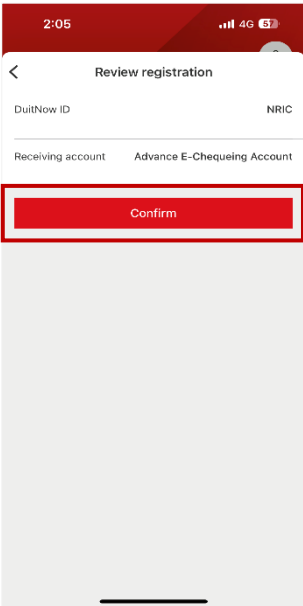 2:05 4G 57
Review registration
DuitNow ID NRIC
Receiving account Advance E-Chequeing Account
Confirm